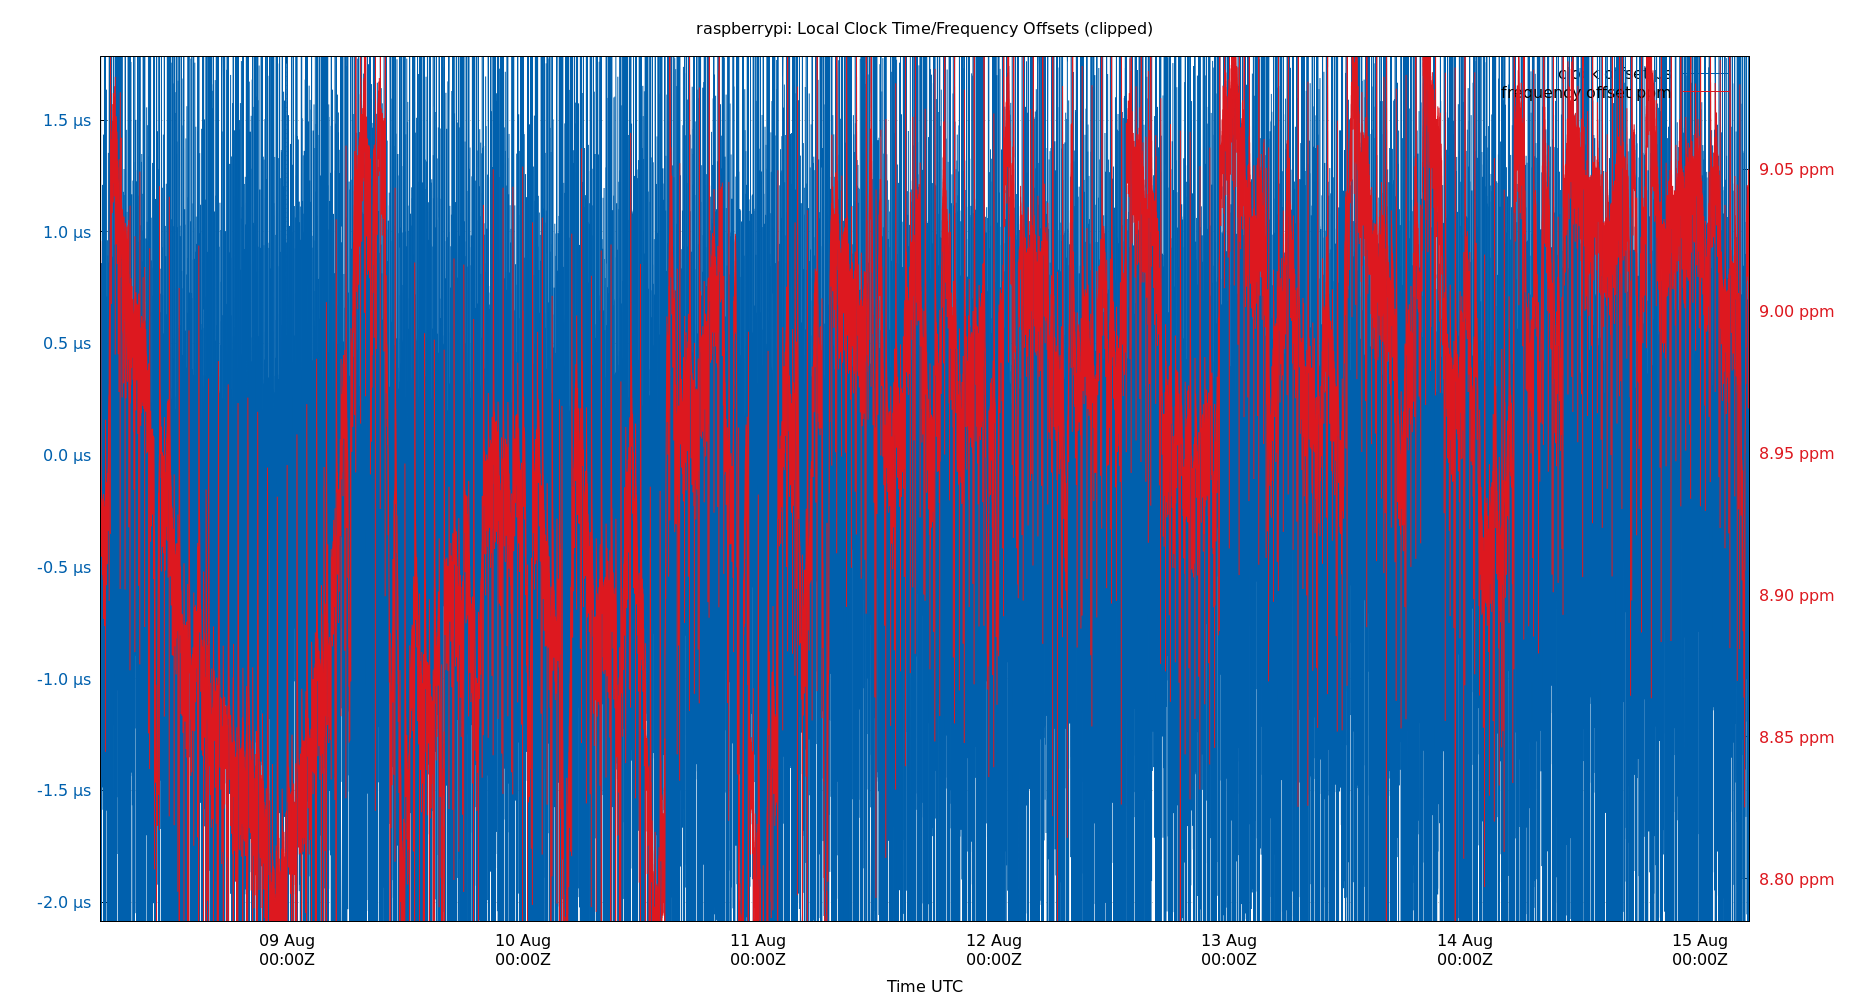 raspberrypi: Local Clock Time/Frequency Offsets (clipped)
clock offset µs
frequency offset ppm
1.5 µs
1.0 µs
0.5 µs
0.0 µs
-0.5 µs
-1.0 µs
-1.5 µs
-2.0 µs
9.05 ppm
9.00 ppm
8.95 ppm
8.90 ppm
8.85 ppm
8.80 ppm
09 Aug 10 Aug 11 Aug 12 Aug 13 Aug 14 Aug 15 Aug
00:00Z 00:00Z 00:00Z 00:00Z 00:00Z 00:00Z 00:00Z
Time UTC